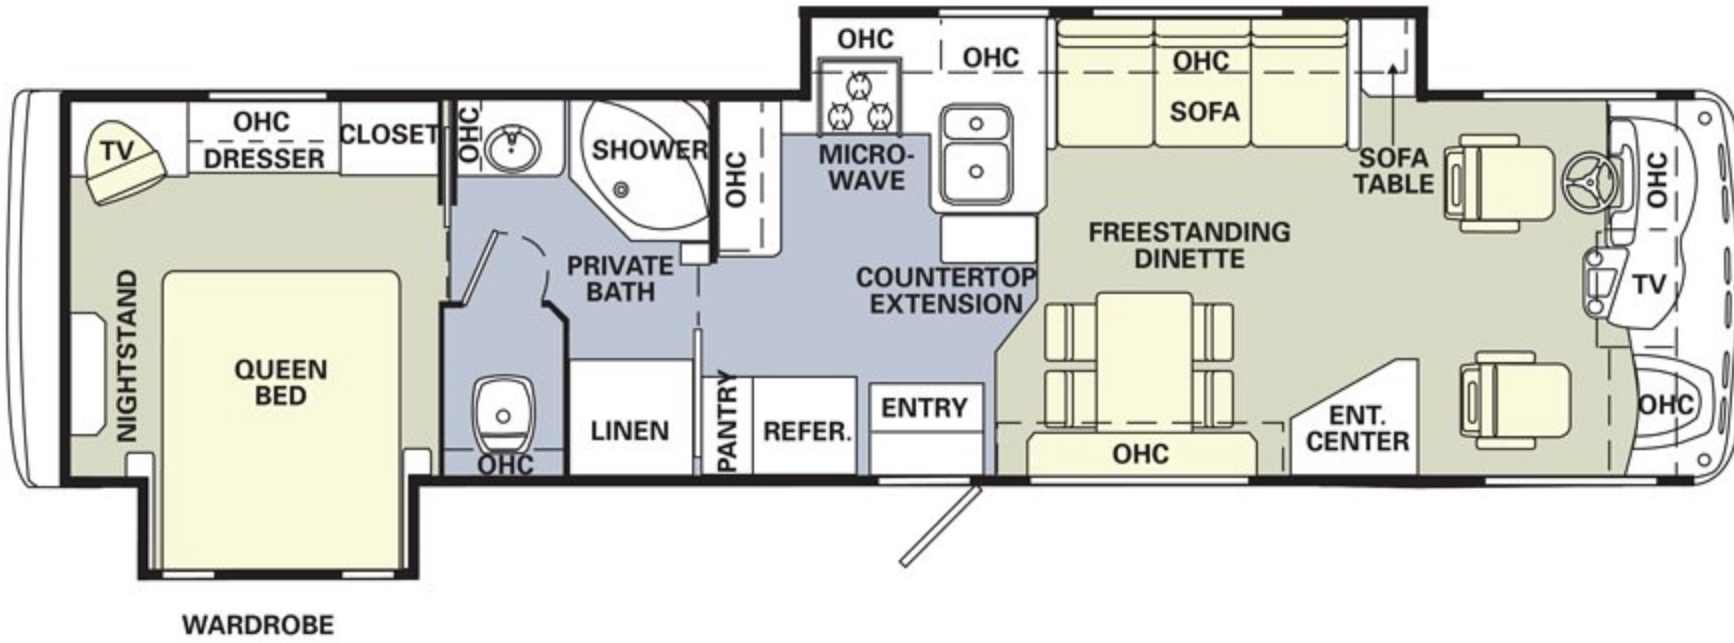 TV
OHC
DRESSER
CLOSET
OHC
SHOWER
OHC
OHC
OHC
MICRO-
WAVE
OHC
SOFA
SOFA
TABLE
OHC
TV
OHC
NIGHTSTAND
QUEEN
BED
PRIVATE
BATH
OHC
LINEN
PANTRY
REFER.
ENTRY
COUNTERTOP
EXTENSION
FREESTANDING
DINETTE
OHC
ENT.
CENTER
WARDROBE